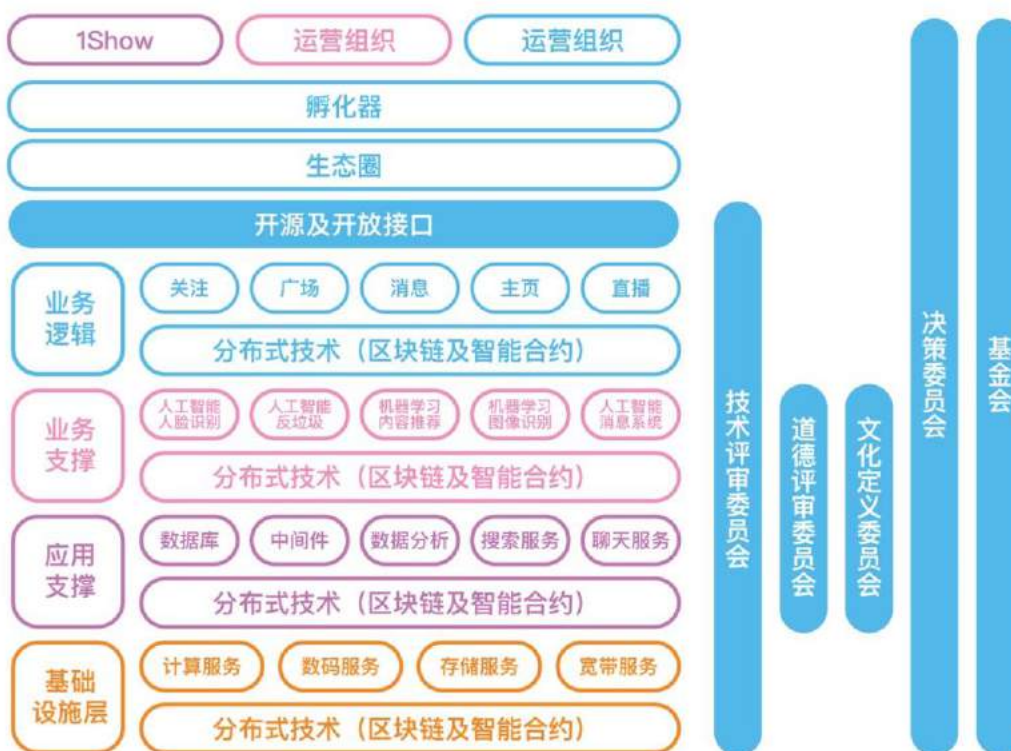 1Show
运营组织
运营组织
孵化器
生态圈
开源及开放接口
业务
逻辑
关注
广场
消息
主页
直播
分布式技术（区块链及智能合约）
业务
支撑
人工智能
人脸识别
人工智能
反垃圾
机器学习
内容推荐
机器学习
图像识别
人工智能
消息系统
分布式技术（区块链及智能合约）
应用
支撑
数据库
中间件
数据分析
搜索服务
聊天服务
分布式技术（区块链及智能合约）
基础
设施层
计算服务
数码服务
存储服务
宽带服务
分布式技术（区块链及智能合约）
技术评审委员会
道德评审委员会
文化定义委员会
决策委员会
基金会